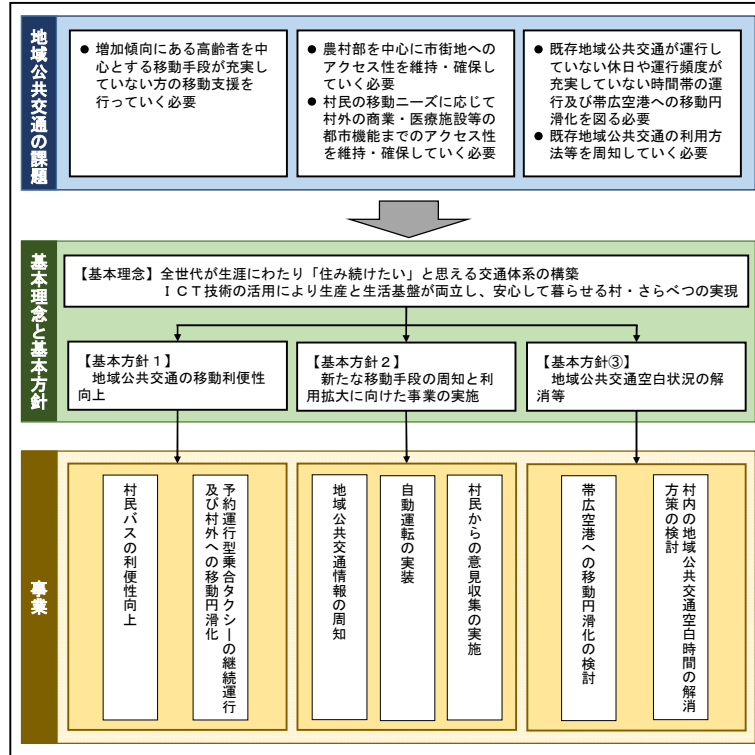 地域公共交通の課題
● 増加傾向にある高齢者を中
心とする移動手段が充実し
ていない方の移動支援を
行っていく必要
● 農村部を中心に市街地への
アクセス性を維持・確保し
ていく必要
● 村民の移動ニーズに応じて
村外の商業・医療施設等の
都市機能までのアクセス性
を維持・確保していく必要
● 既存地域公共交通が運行し
ていない休日や運行頻度が
充実していない時間帯の運
行及び帯広空港への移動円
滑化を図る必要
● 既存地域公共交通の利用方
法等を周知していく必要
基本理念と基本方針
【基本理念】全世代が生涯にわたり「住み続けたい」と思える交通体系の構築
ＩＣＴ技術の活用により生産と生活基盤が両立し、安心して暮らせる村・さらべつの実現
【基本方針１】
地域公共交通の移動利便性
向上
【基本方針２】
新たな移動手段の周知と利
用拡大に向けた事業の実施
【基本方針③】
地域公共交通空白状況の解
消等
事業
村民バスの利便性向上
予約運行型乗合タクシーの継続運行
及び村外への移動円滑化
地域公共交通情報の周知
自動運転の実装
村民からの意見収集の実施
帯広空港への移動円滑化の検討
村内の地域公共交通空白時間の解消
方策の検討